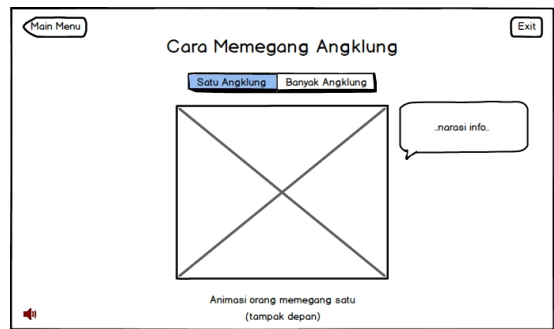 Main Menu
Exit
Cara Memegang Angklung
Satu Angklung
Banyak Angklung
..narasi info..
Animasi orang memegang satu
(tampak depan)